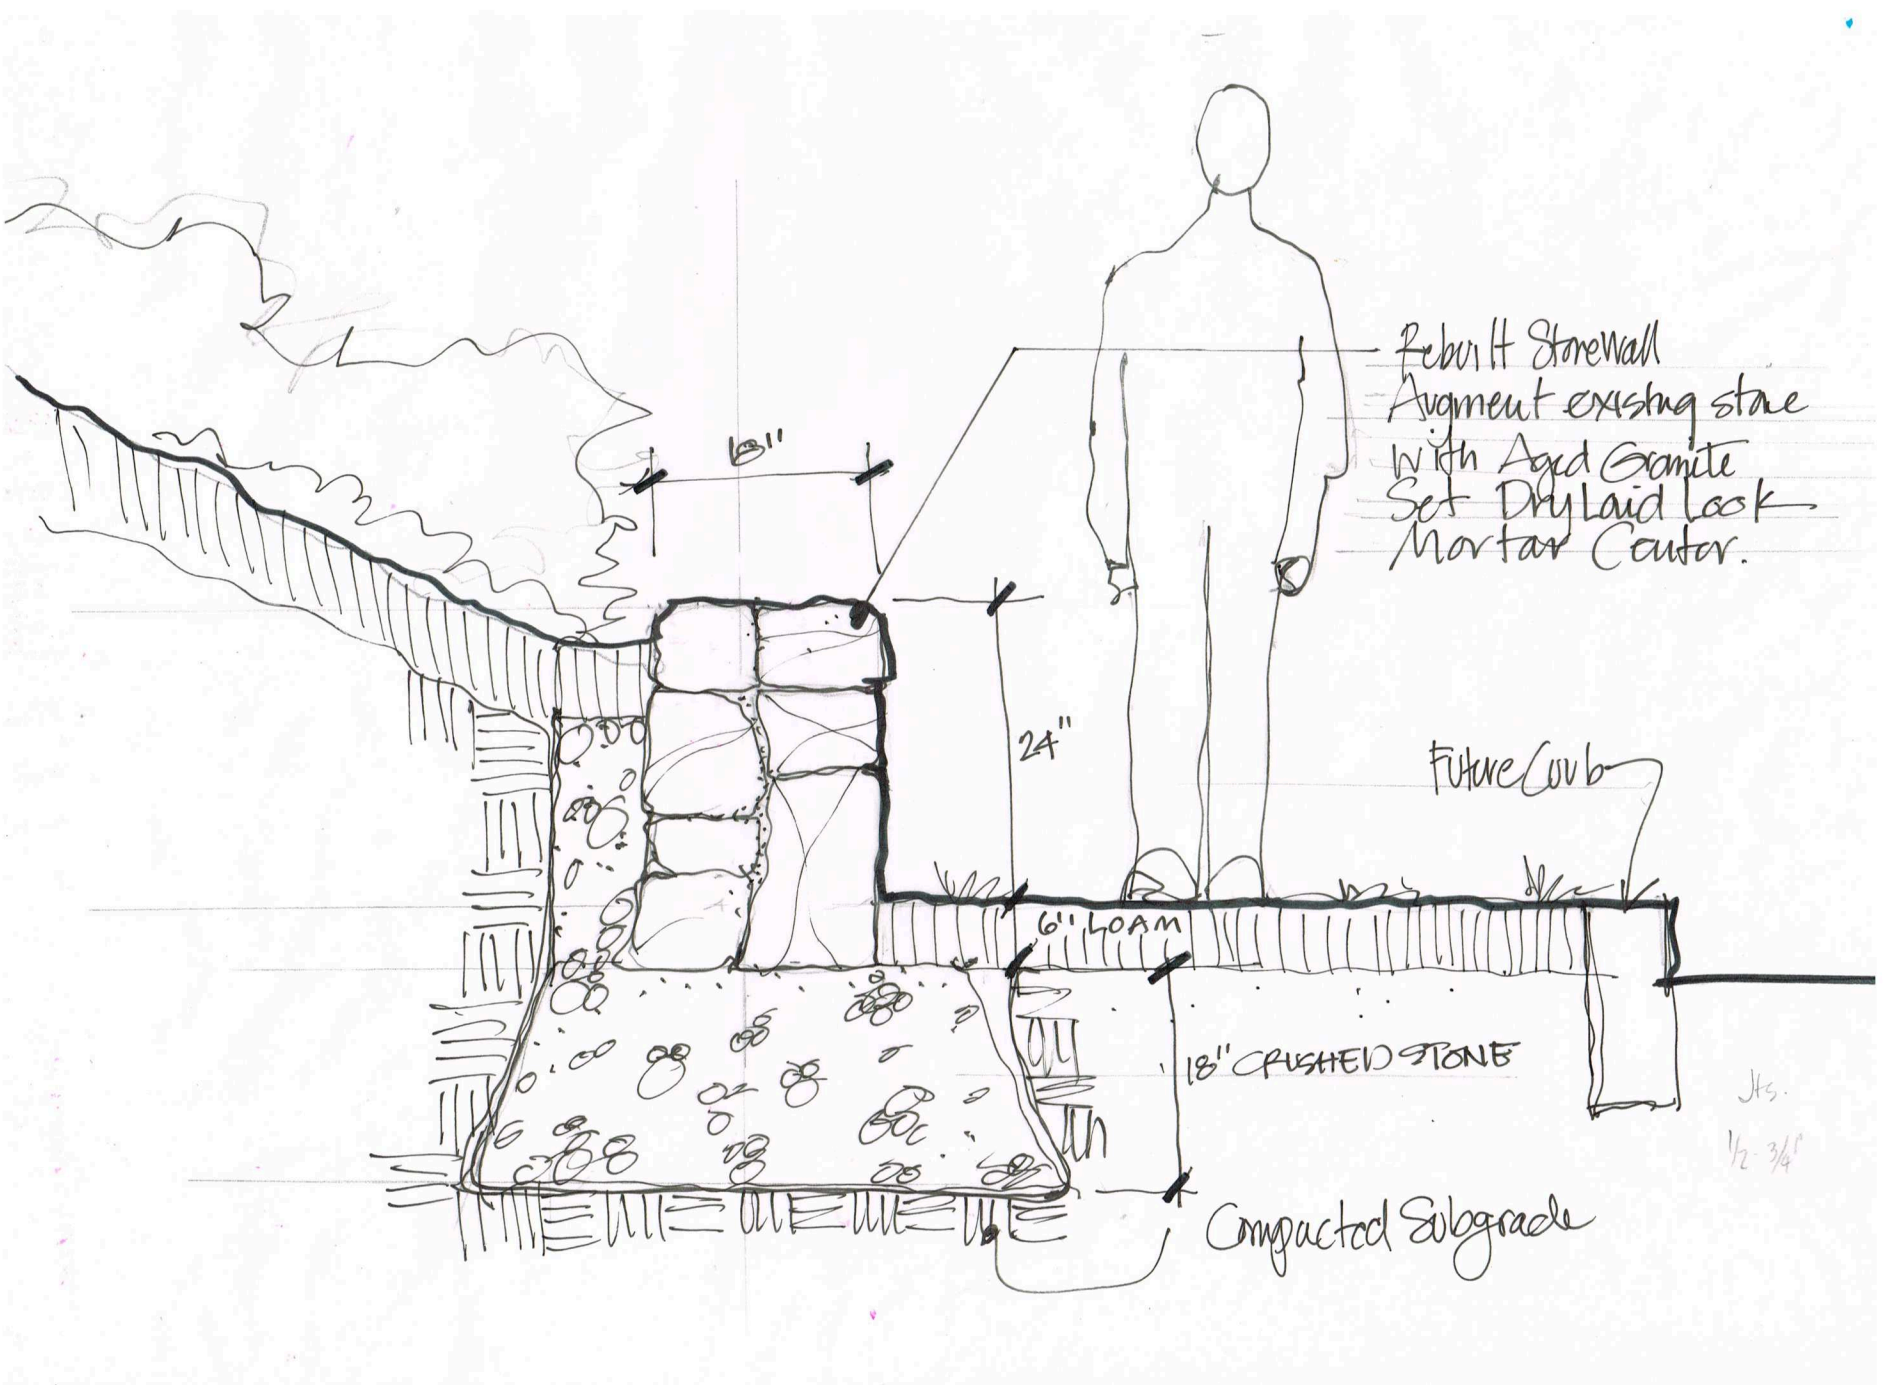 18"
Rebuilt Stonewall
Augment existing stone
with Aged Granite
Set Dry Laid Look
Mortar Center.
24"
Future Curb
6" LOAM
18" CRUSHED STONE
1/2 - 3/4"
Compacted Subgrade